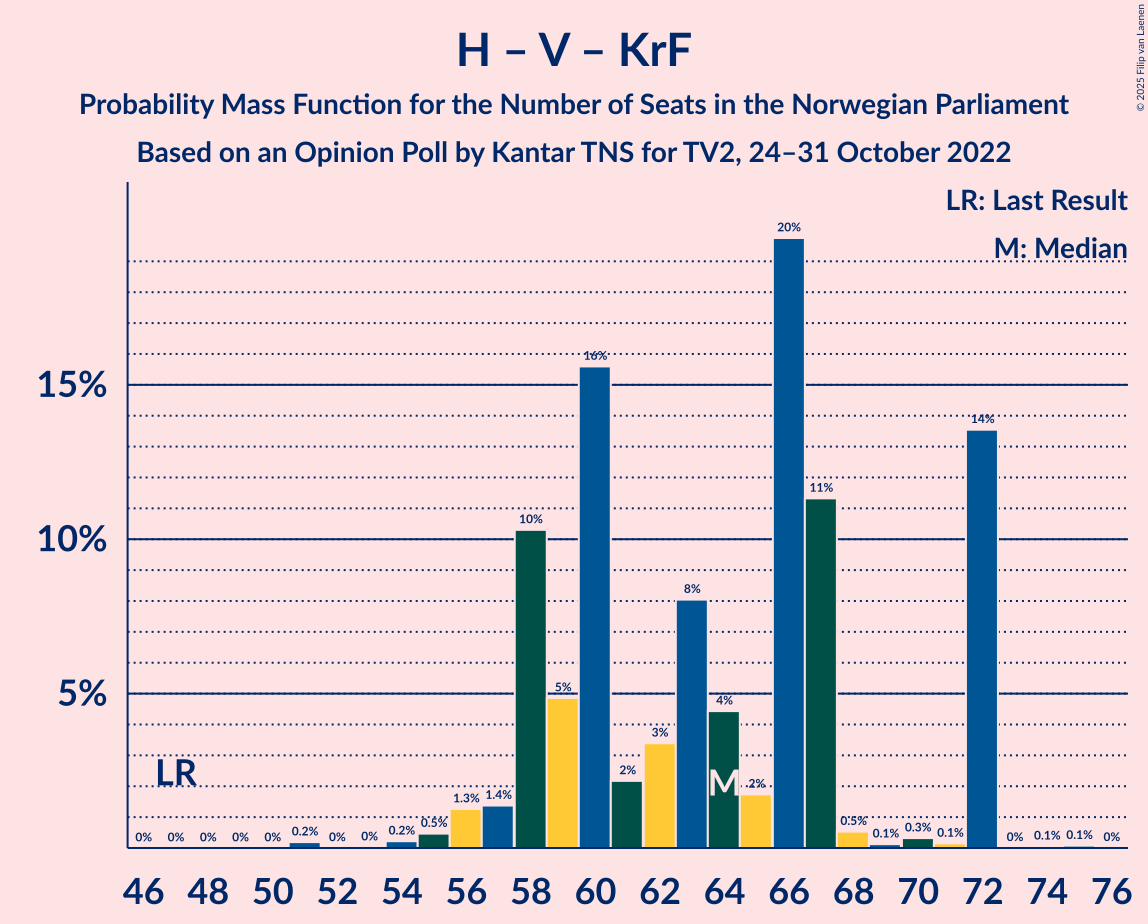 H – V – KrF
Probability Mass Function for the Number of Seats in the Norwegian Parliament
Based on an Opinion Poll by Kantar TNS for TV2, 24–31 October 2022
© 2025 Filip van Laenen
LR: Last Result
M: Median
15%
10%
5%
LR
M
0% 0% 0% 0% 0% 0.2% 0% 0% 0.2% 0.5% 1.3% 1.4% 10% 5% 16% 2% 3% 8% 4% 2% 20% 11% 0.5% 0.1% 0.3% 0.1% 14% 0% 0.1% 0.1% 0%
46 48 50 52 54 56 58 60 62 64 66 68 70 72 74 76